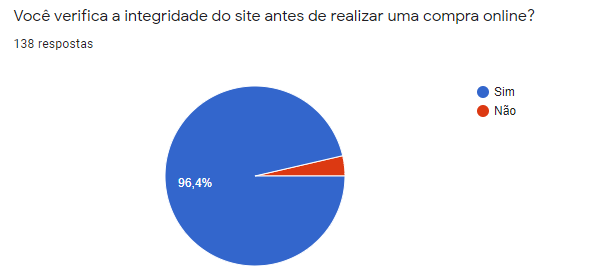 Você verifica a integridade do site antes de realizar uma compra online?
138 respostas
Sim
Não
96,4%